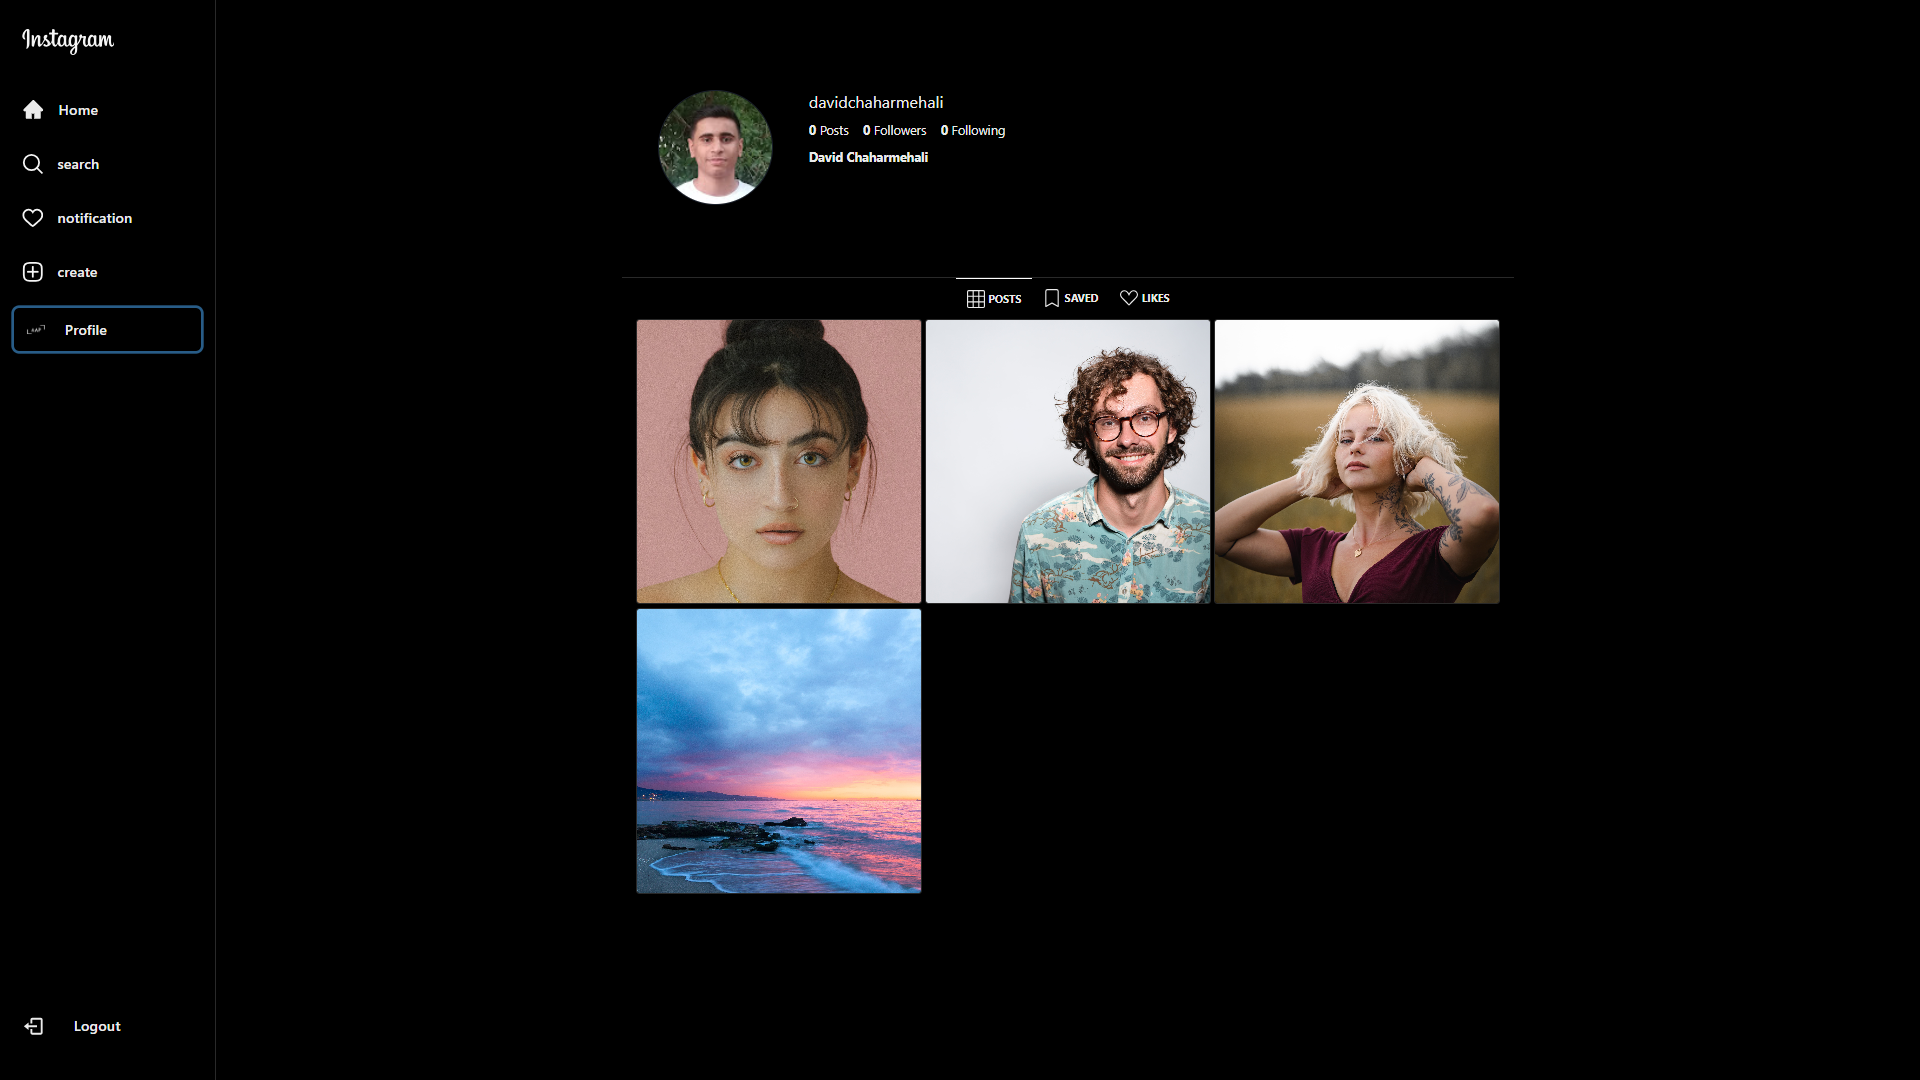 Instagram
Home
search
notification
create
Profile
Logout
davidchaharmehali
0 Posts 0 Followers 0 Following
David Chaharmehali
POSTS SAVED LIKES